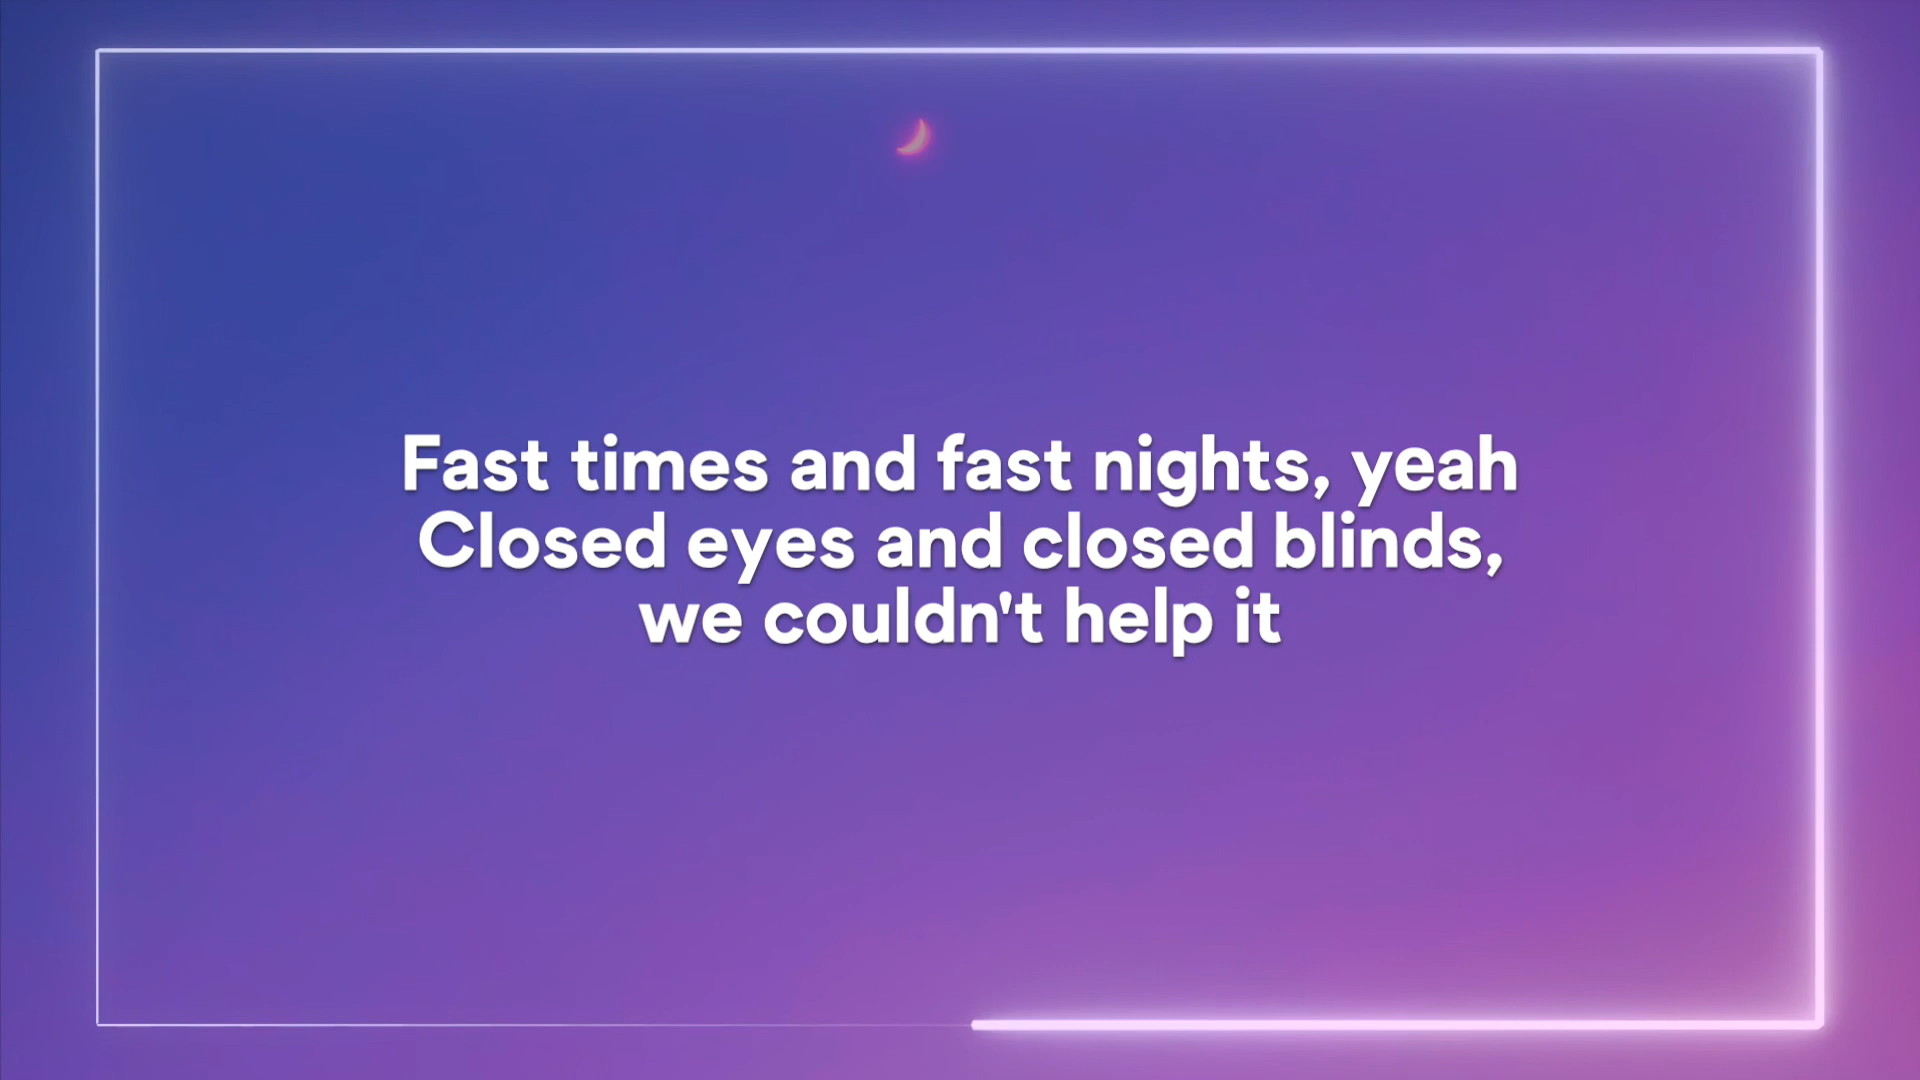 Fast times and fast nights, yeah
Closed eyes and closed blinds,
we couldn't help it